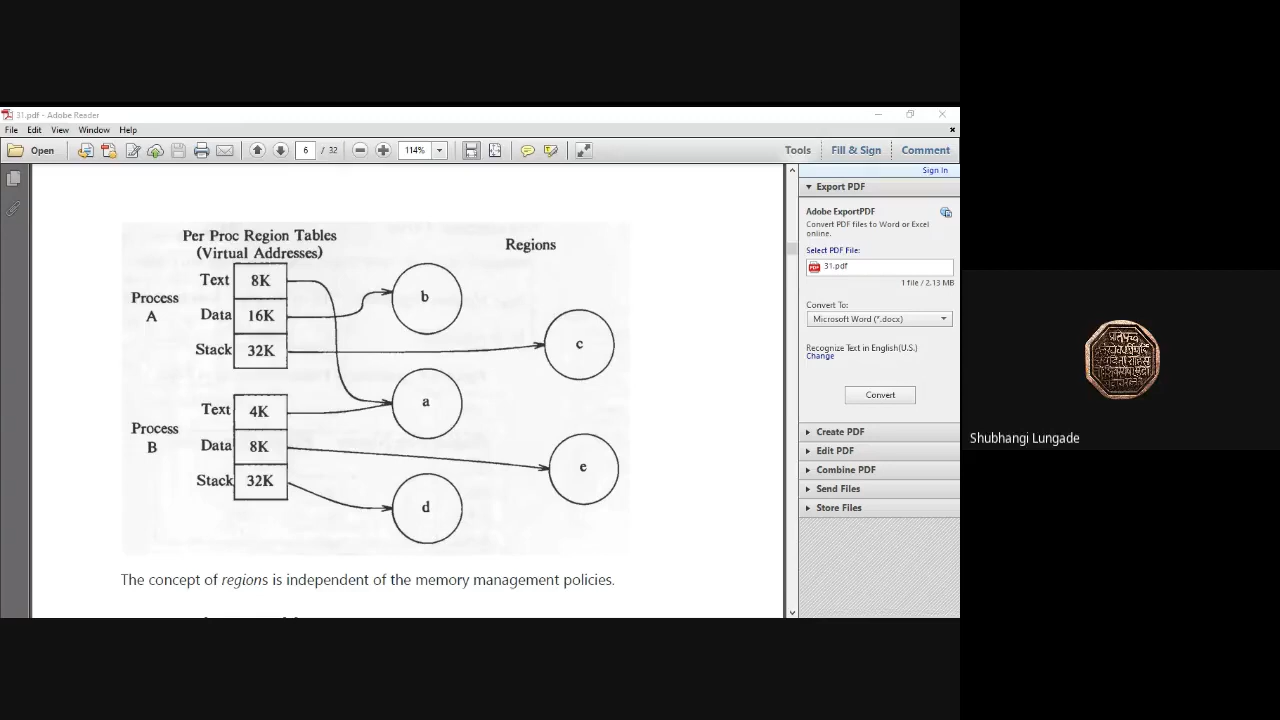 31.pdf - Adobe Reader
File Edit View Window Help
Open 6 / 32 114% Tools Fill & Sign Comment
Sign In
Export PDF
Adobe ExportPDF
Convert PDF files to Word or Excel
online.
Select PDF File:
31.pdf
1 file / 2.13 MB
Convert To:
Microsoft Word (*.docx)
Recognize Text in English(U.S.)
Change
Convert
Create PDF
Edit PDF
Combine PDF
Send Files
Store Files
Per Proc Region Tables
(Virtual Addresses)
Regions
Process
A
Text 8K
Data 16K
Stack 32K
b
c
a
Process
B
Text 4K
Data 8K
Stack 32K
e
d
The concept of regions is independent of the memory management policies.
Shubhangi Lungade